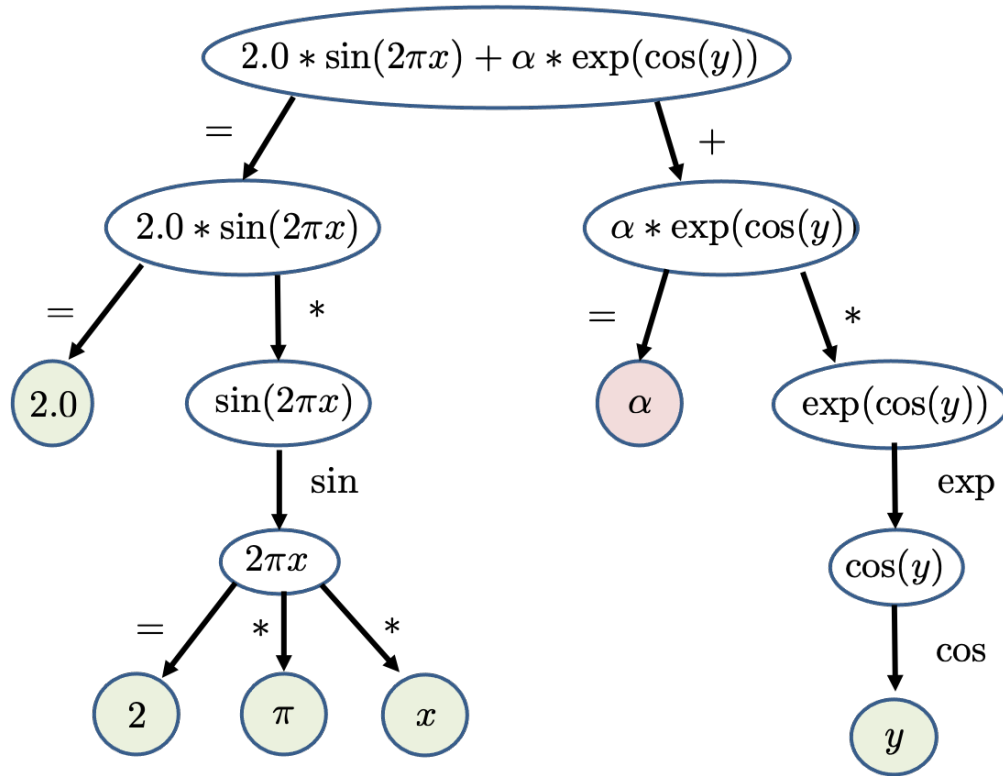 2.0 ∗ sin(2πx) + α ∗ exp(cos(y))
= +
2.0 ∗ sin(2πx) α ∗ exp(cos(y))
= ∗ = ∗
2.0 sin(2πx) α exp(cos(y))
sin exp
2πx cos(y)
= ∗ ∗ cos
2 π x y